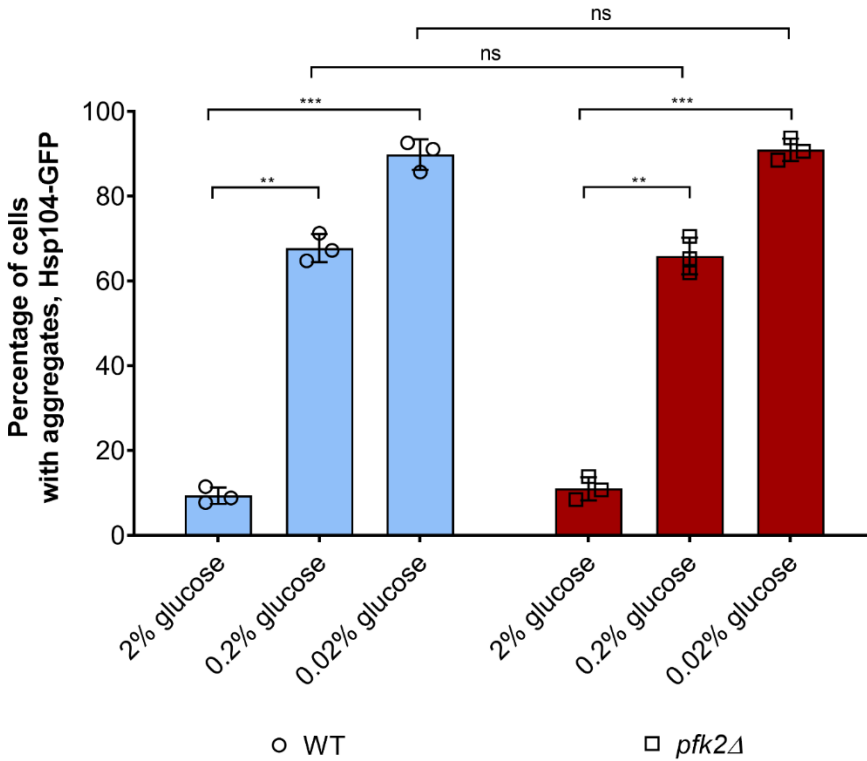 ns
ns
*** ***
** **
Percentage of cells
with aggregates, Hsp104-GFP
100
80
60
40
20
0
2% glucose
0.2% glucose
0.02% glucose
2% glucose
0.2% glucose
0.02% glucose
WT
pfk2Δ